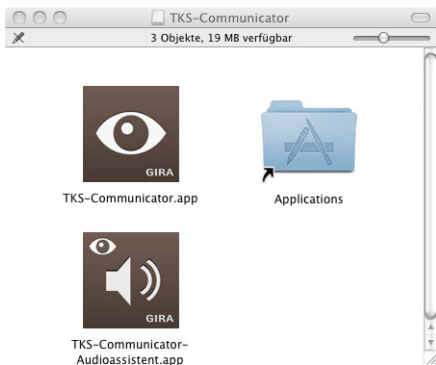 TKS-Communicator
3 Objekte, 19 MB verfügbar
GIRA
TKS-Communicator.app
Applications
GIRA
TKS-Communicator-
Audioassistent.app